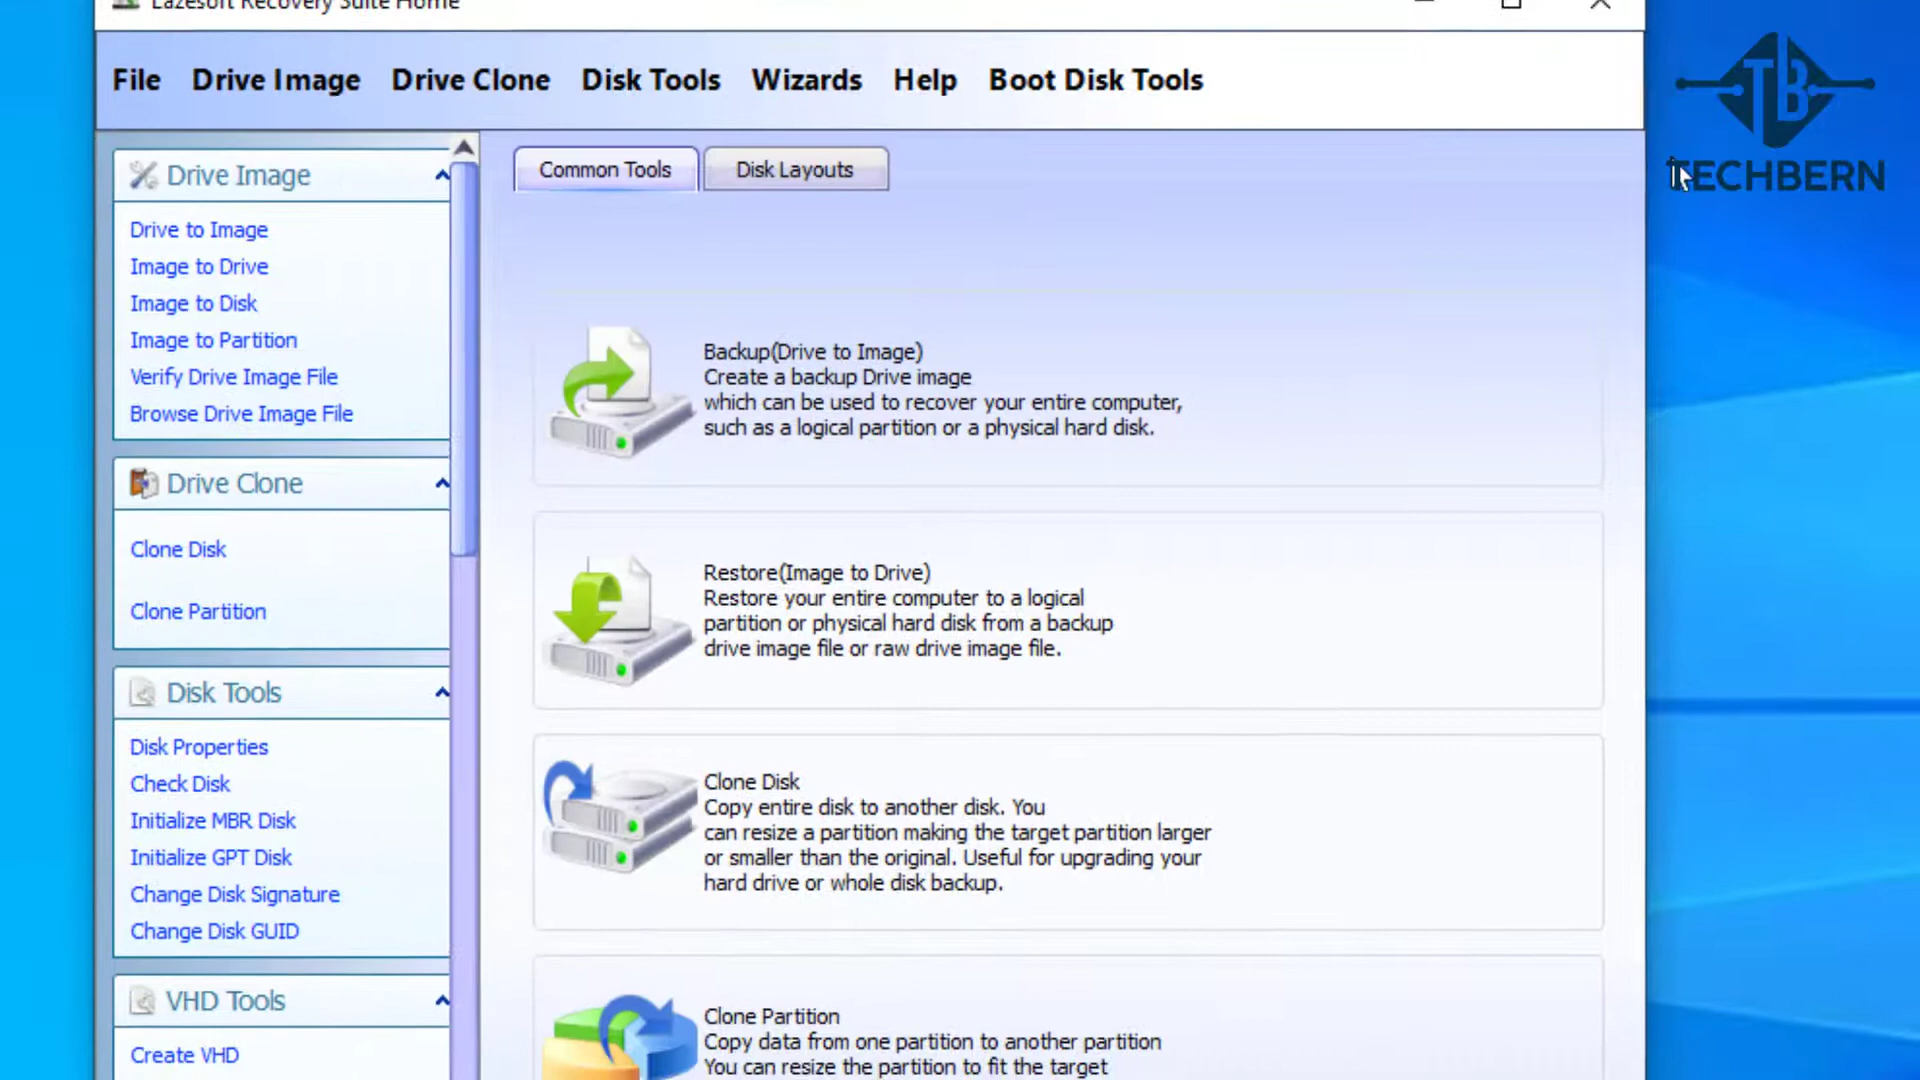 Lazesoft Recovery Suite Home
File Drive Image Drive Clone Disk Tools Wizards Help Boot Disk Tools
TB
TECHBERN
Common Tools Disk Layouts
Drive Image
Drive to Image
Image to Drive
Image to Disk
Image to Partition
Verify Drive Image File
Browse Drive Image File
Drive Clone
Clone Disk
Clone Partition
Disk Tools
Disk Properties
Check Disk
Initialize MBR Disk
Initialize GPT Disk
Change Disk Signature
Change Disk GUID
VHD Tools
Create VHD
Backup(Drive to Image)
Create a backup Drive image
which can be used to recover your entire computer,
such as a logical partition or a physical hard disk.
Restore(Image to Drive)
Restore your entire computer to a logical
partition or physical hard disk from a backup
drive image file or raw drive image file.
Clone Disk
Copy entire disk to another disk. You
can resize a partition making the target partition larger
or smaller than the original. Useful for upgrading your
hard drive or whole disk backup.
Clone Partition
Copy data from one partition to another partition
You can resize the partition to fit the target